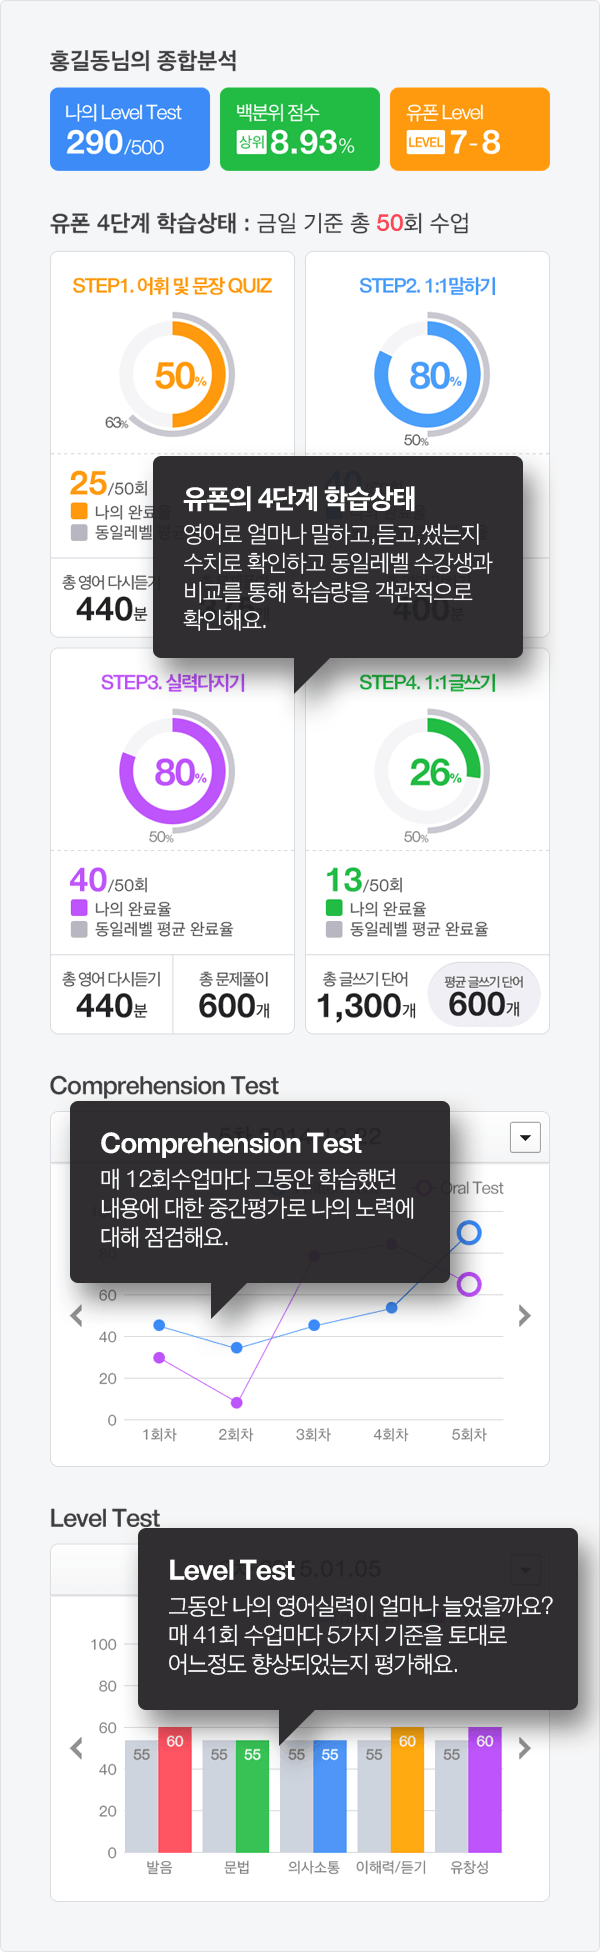 홍길동님의 종합분석
나의 Level Test
290/500
백분위 점수
상위 8.93%
유폰 Level
LEVEL 7-8
유폰 4단계 학습상태 : 금일 기준 총 50회 수업
STEP1. 어휘 및 문장 QUIZ
50%
63%
25/50회
나의 완료율
동일레벨 평균
총 영어 다시듣기
440분
STEP2. 1:1말하기
80%
50%
40
400분
유폰의 4단계 학습상태
영어로 얼마나 말하고,듣고,썼는지
수치로 확인하고 동일레벨 수강생과
비교를 통해 학습량을 객관적으로
확인해요.
STEP3. 실력다지기
80%
50%
40/50회
나의 완료율
동일레벨 평균 완료율
총 영어 다시듣기
440분
총 문제풀이
600개
STEP4. 1:1글쓰기
26%
50%
13/50회
나의 완료율
동일레벨 평균 완료율
총 글쓰기 단어
1,300개
평균 글쓰기 단어
600개
Comprehension Test
Comprehension Test
매 12회수업마다 그동안 학습했던
내용에 대한 중간평가로 나의 노력에
대해 점검해요.
Oral Test
80
60
40
20
0
1회차
2회차
3회차
4회차
5회차
Level Test
Level Test
그동안 나의 영어실력이 얼마나 늘었을까요?
매 41회 수업마다 5가지 기준을 토대로
어느정도 향상되었는지 평가해요.
100
80
60
40
20
0
55
60
55
55
55
55
55
60
55
60
발음
문법
의사소통
이해력/듣기
유창성